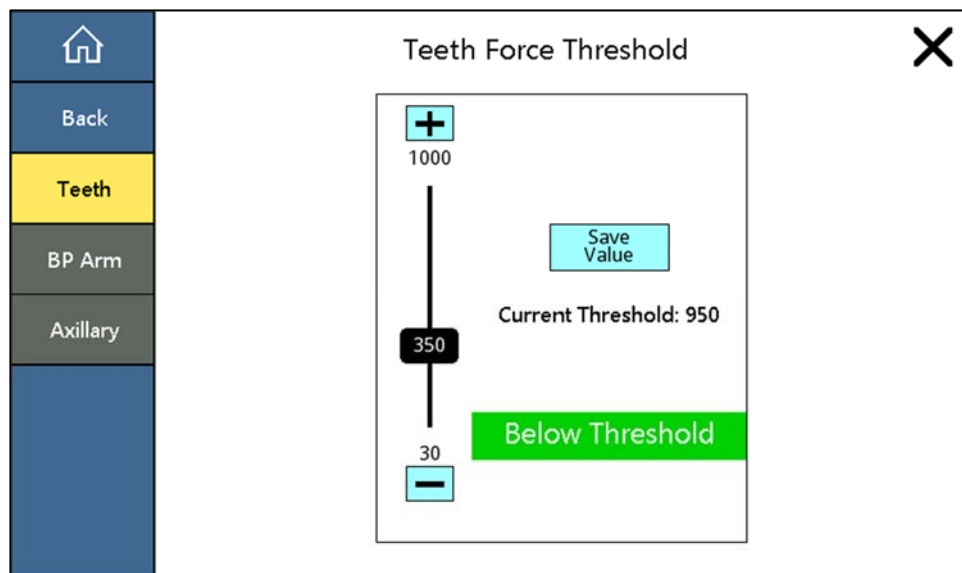 Teeth Force Threshold
Back
Teeth
BP Arm
Axillary
+
1000
350
30
−
Save
Value
Current Threshold: 950
Below Threshold